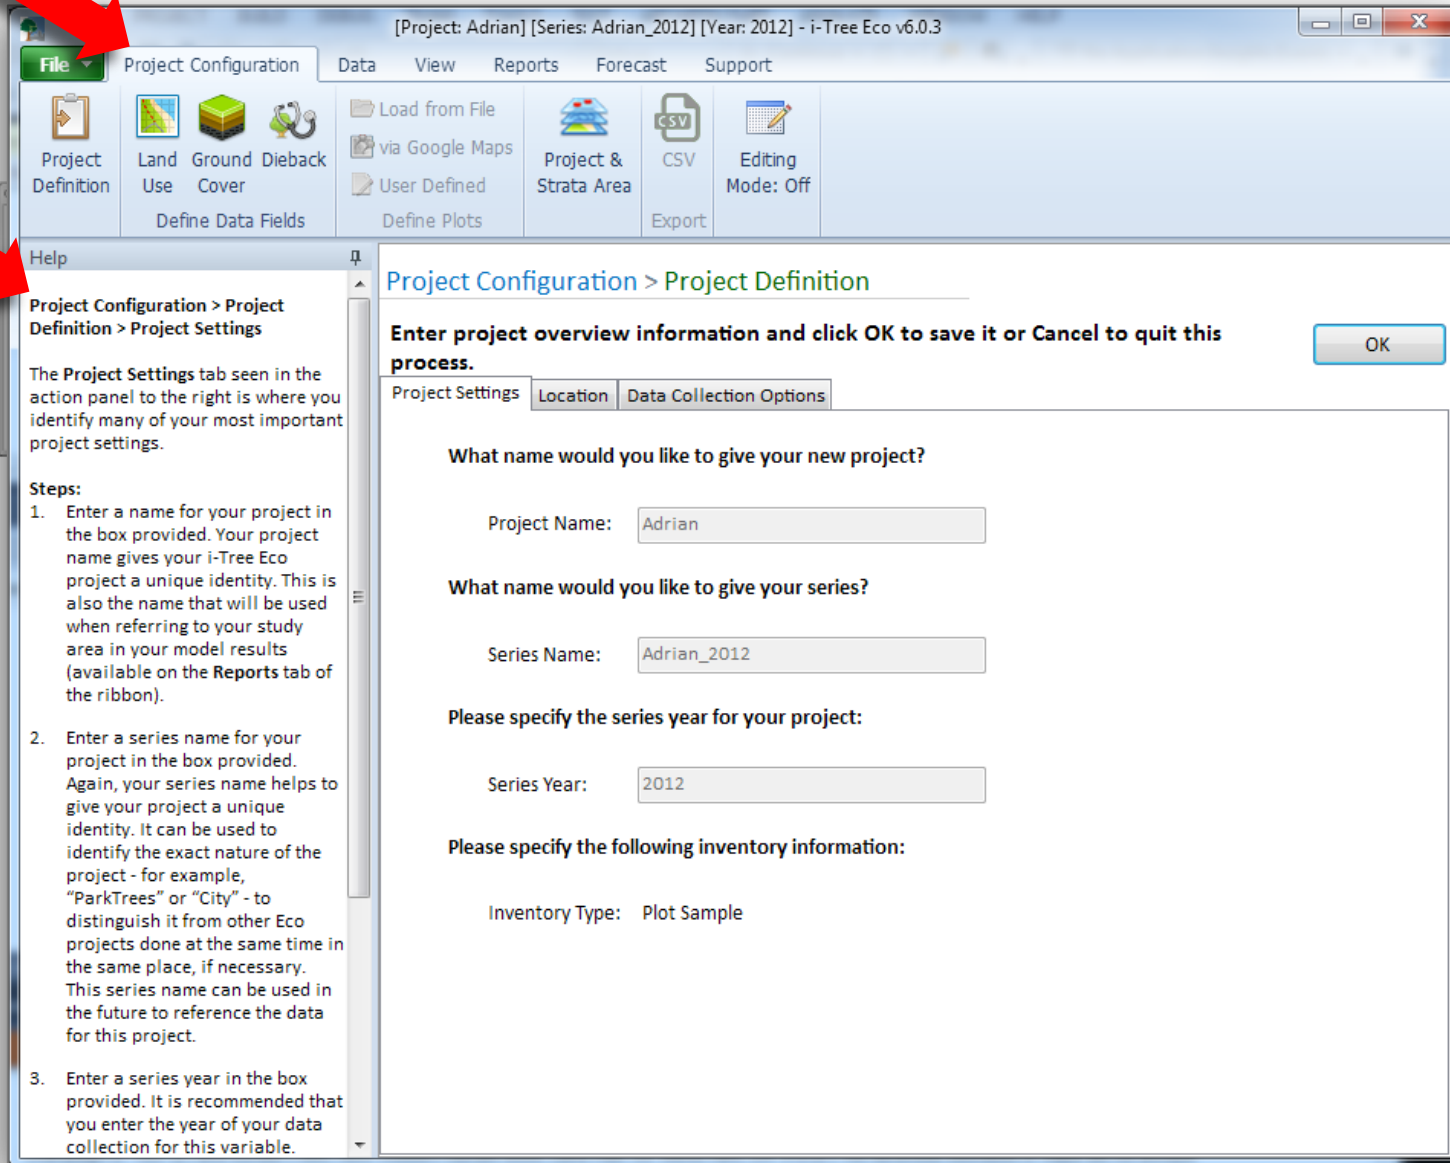 [Project: Adrian] [Series: Adrian_2012] [Year: 2012] - i-Tree Eco v6.0.3
File Project Configuration Data View Reports Forecast Support
Project Definition
Land Use
Ground Cover
Dieback
Define Data Fields
Load from File
via Google Maps
User Defined
Define Plots
Project & Strata Area
CSV
CSV
Export
Editing Mode: Off
Help
Project Configuration > Project
Definition > Project Settings
The Project Settings tab seen in the
action panel to the right is where you
identify many of your most important
project settings.
Steps:
1. Enter a name for your project in
the box provided. Your project
name gives your i-Tree Eco
project a unique identity. This is
also the name that will be used
when referring to your study
area in your model results
(available on the Reports tab of
the ribbon).
2. Enter a series name for your
project in the box provided.
Again, your series name helps to
give your project a unique
identity. It can be used to
identify the exact nature of the
project - for example,
“ParkTrees” or “City” - to
distinguish it from other Eco
projects done at the same time in
the same place, if necessary.
This series name can be used in
the future to reference the data
for this project.
3. Enter a series year in the box
provided. It is recommended that
you enter the year of your data
collection for this variable.
Project Configuration > Project Definition
Enter project overview information and click OK to save it or Cancel to quit this
process.
OK
Project Settings Location Data Collection Options
What name would you like to give your new project?
Project Name: Adrian
What name would you like to give your series?
Series Name: Adrian_2012
Please specify the series year for your project:
Series Year: 2012
Please specify the following inventory information:
Inventory Type: Plot Sample